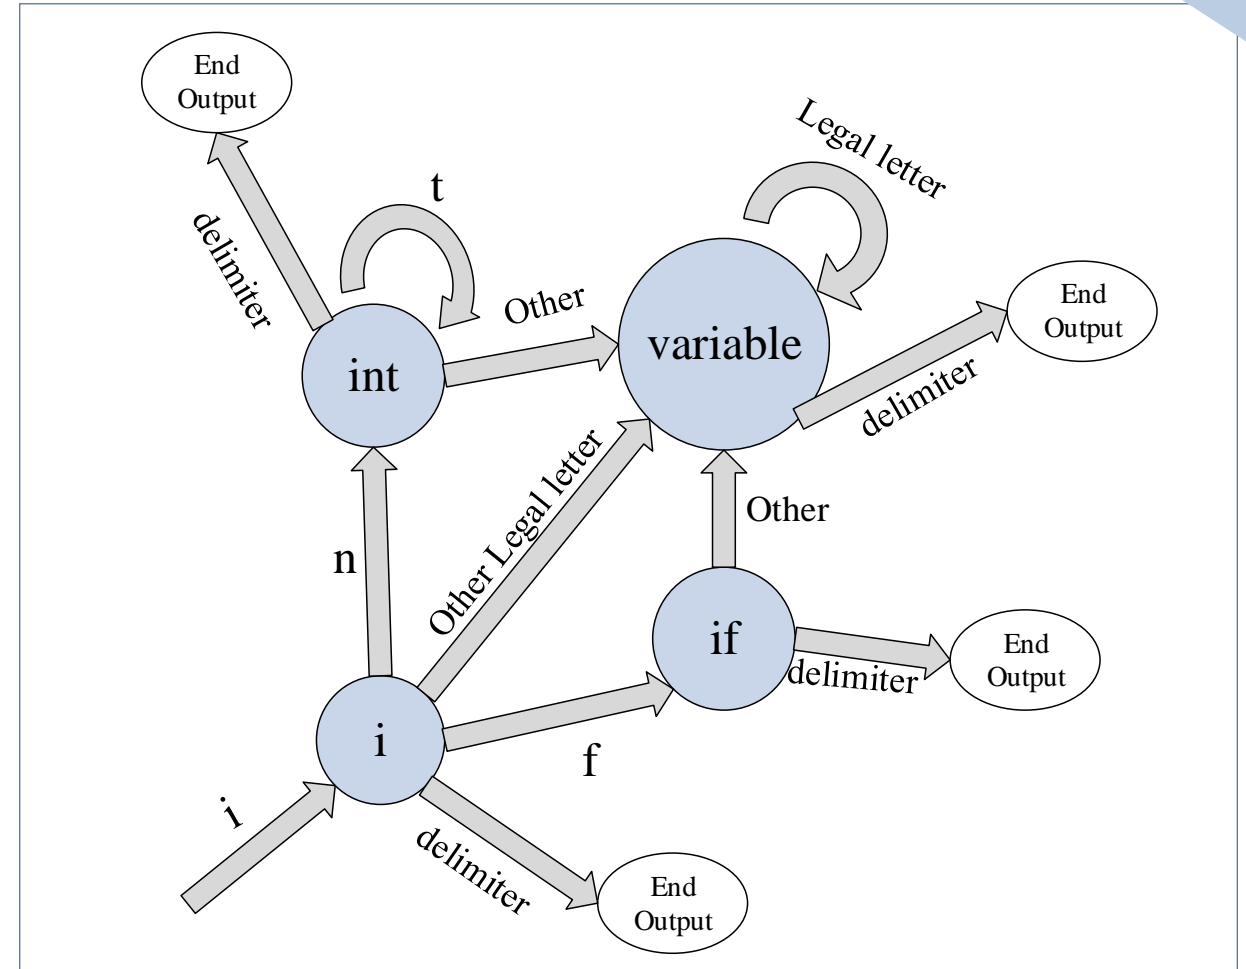 End
Output
Legal letter
t
delimiter
Other
End
Output
variable
int
delimiter
Other Legal letter
Other
n
if
End
Output
delimiter
i
f
i
delimiter
End
Output